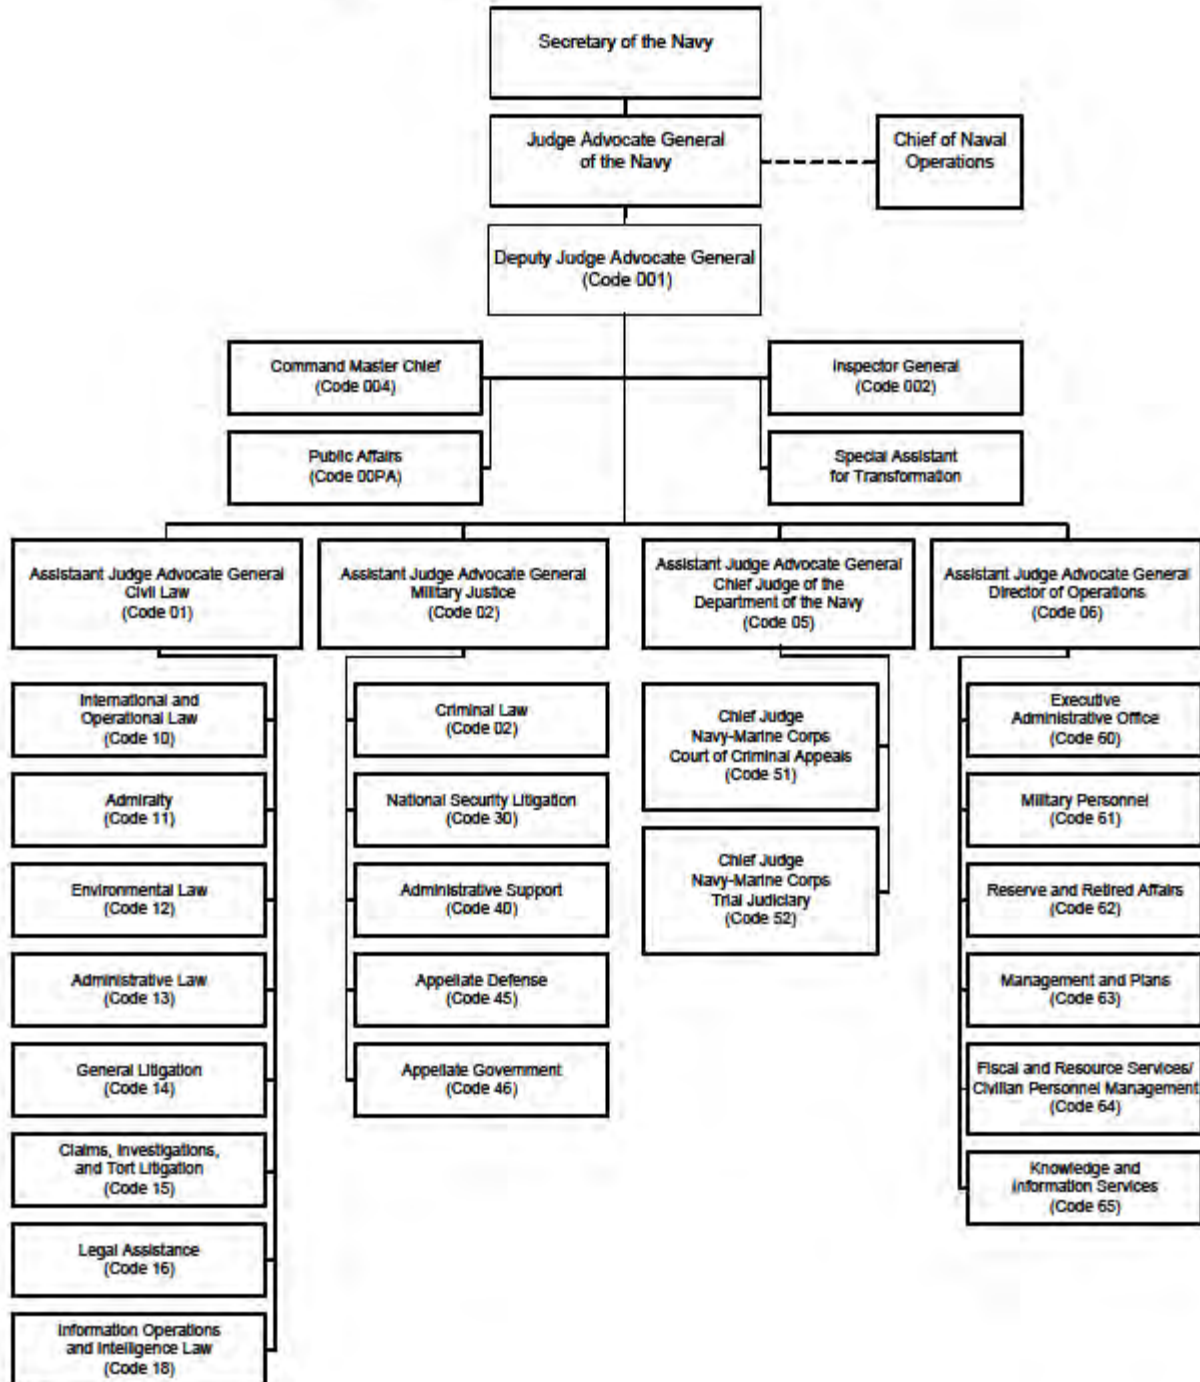 Secretary of the Navy
Judge Advocate General
of the Navy
Chief of Naval
Operations
Deputy Judge Advocate General
(Code 001)
Command Master Chief
(Code 004)
Inspector General
(Code 002)
Public Affairs
(Code 00PA)
Special Assistant
for Transformation
Assistaant Judge Advocate General
Civil Law
(Code 01)
Assistant Judge Advocate General
Military Justice
(Code 02)
Assistant Judge Advocate General
Chief Judge of the
Department of the Navy
(Code 05)
Assistant Judge Advocate General
Director of Operations
(Code 06)
International and
Operational Law
(Code 10)
Admiralty
(Code 11)
Environmental Law
(Code 12)
Administrative Law
(Code 13)
General Litigation
(Code 14)
Claims, Investigations,
and Tort Litigation
(Code 15)
Legal Assistance
(Code 16)
Information Operations
and Intelligence Law
(Code 18)
Criminal Law
(Code 02)
National Security Litigation
(Code 30)
Administrative Support
(Code 40)
Appellate Defense
(Code 45)
Appellate Government
(Code 46)
Chief Judge
Navy-Marine Corps
Court of Criminal Appeals
(Code 51)
Chief Judge
Navy-Marine Corps
Trial Judiciary
(Code 52)
Executive
Administrative Office
(Code 60)
Military Personnel
(Code 61)
Reserve and Retired Affairs
(Code 62)
Management and Plans
(Code 63)
Fiscal and Resource Services/
Civilian Personnel Management
(Code 64)
Knowledge and
Information Services
(Code 65)